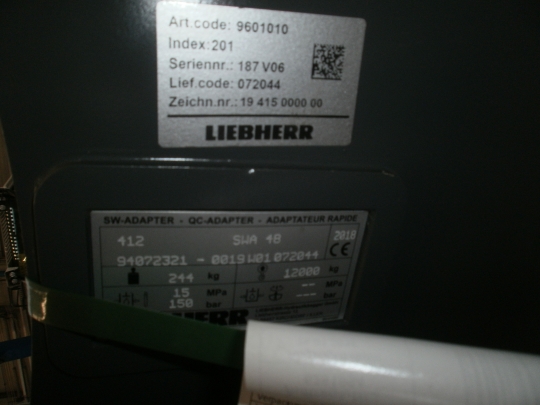 Art.code: 9601010
Index:201
Seriennr.: 187 V06
Lief.code: 072044
Zeichn.nr.: 19 415 0000 00
LIEBHERR
SW-ADAPTER - QC-ADAPTER - ADAPTATEUR RAPIDE
412 SWA 48 2018
94072321 - 0019 W01 072044 CE
244 kg 12000 kg
15 MPa --- MPa
150 bar --- bar
LIEBHERR